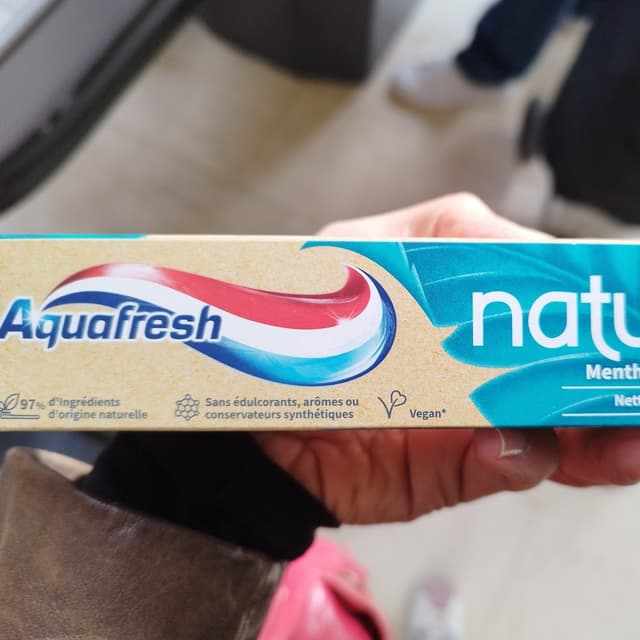 Aquafresh
97% d'ingrédients
d'origine naturelle
Sans édulcorants, arômes ou
conservateurs synthétiques
Vegan*
natu
Menth
Nett